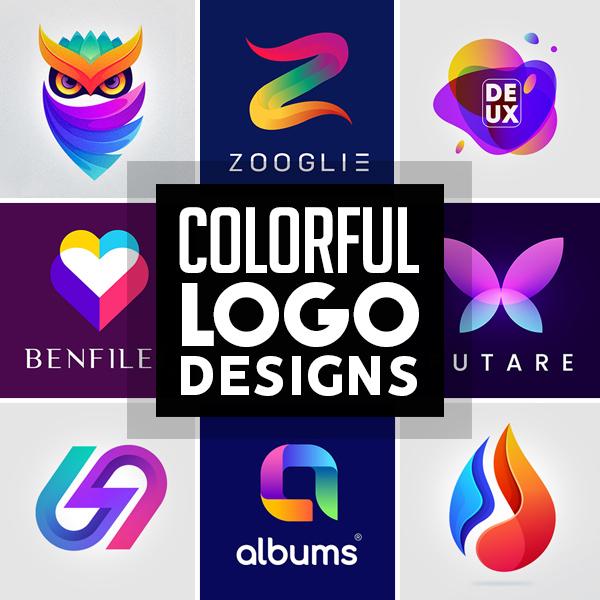 DE
UX
ZOOGLIE
COLORFUL
LOGO
DESIGNS
BENFILE
UTARE
albums®